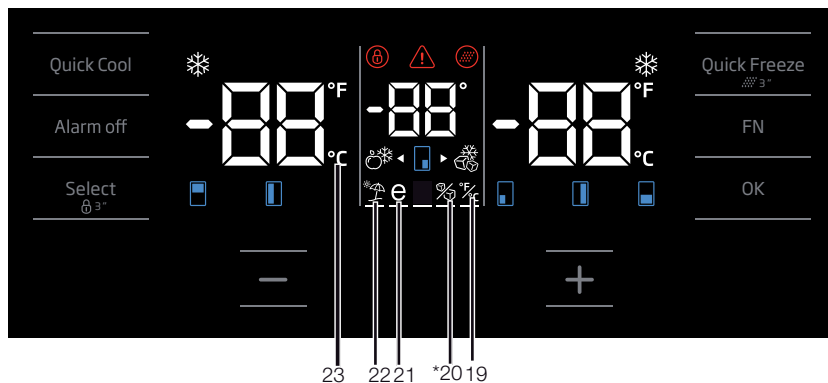 Quick Cool
Alarm off
Select
3"
-88 °F
°C
-88°
°F/°C
e
-88 °F
°C
Quick Freeze
3"
FN
OK
−
+
23 22 21 *20 19